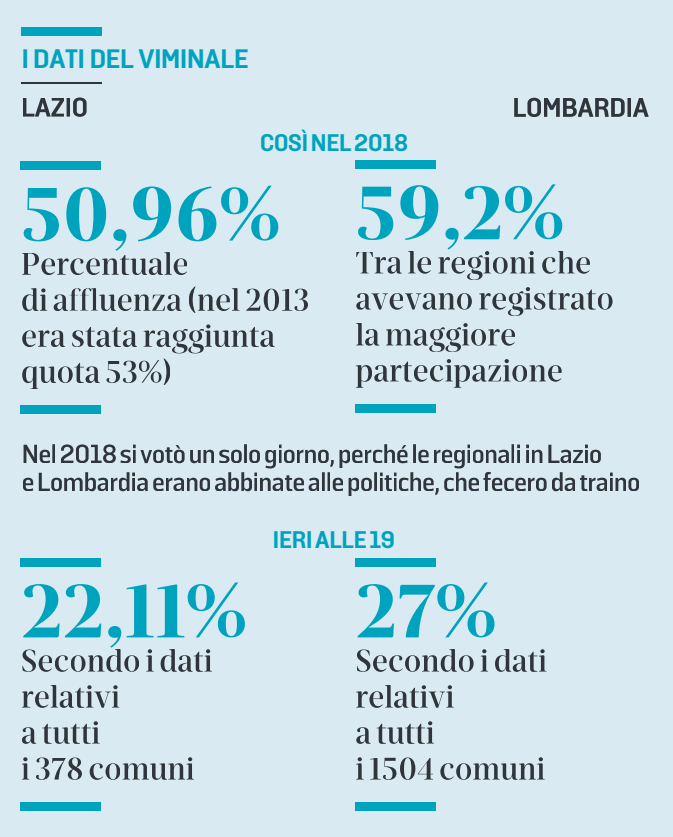 I DATI DEL VIMINALE
LAZIO
LOMBARDIA
COSÌ NEL 2018
50,96%
Percentuale
di affluenza (nel 2013
era stata raggiunta
quota 53%)
59,2%
Tra le regioni che
avevano registrato
la maggiore
partecipazione
Nel 2018 si votò un solo giorno, perché le regionali in Lazio
e Lombardia erano abbinate alle politiche, che fecero da traino
IERI ALLE 19
22,11%
Secondo i dati
relativi
a tutti
i 378 comuni
27%
Secondo i dati
relativi
a tutti
i 1504 comuni